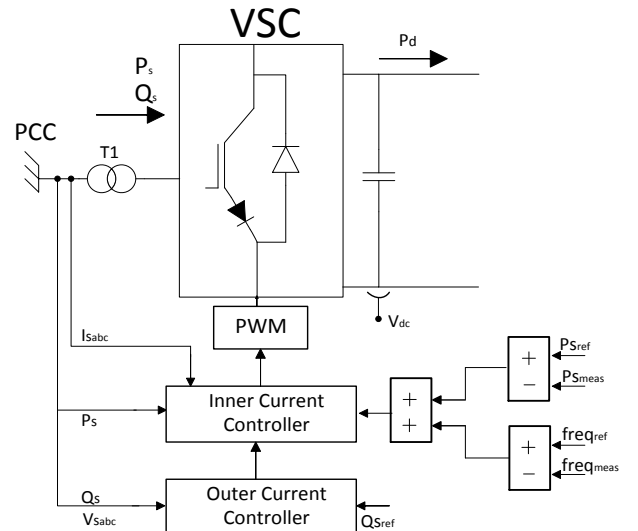 VSC
Pd
Ps
Qs
PCC
T1
Vdc
PWM
Isabc
Psref
Psmeas
+
−
Inner Current
Controller
+
+
Ps
freqref
freqmeas
+
−
Qs
Vsabc
Outer Current
Controller
Qsref